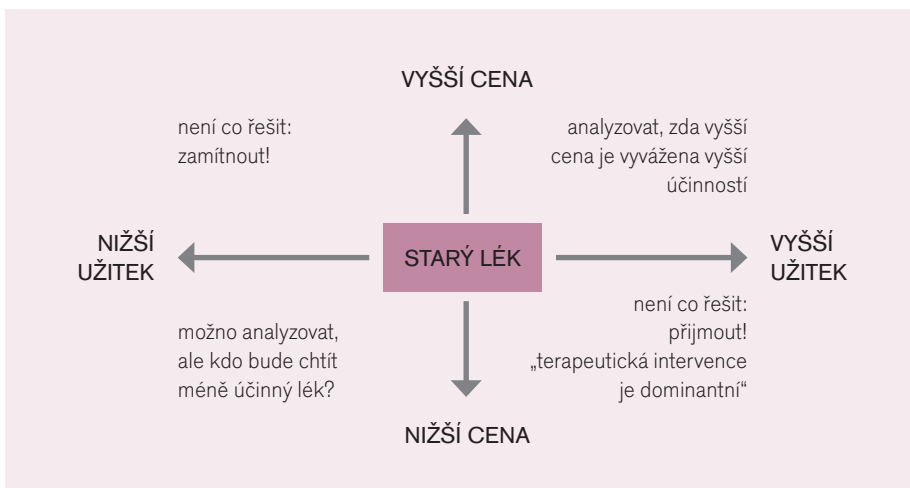 VYŠŠÍ CENA
není co řešit:
zamítnout!
analyzovat, zda vyšší
cena je vyvážena vyšší
účinností
NIŽŠÍ
UŽITEK
STARÝ LÉK
VYŠŠÍ
UŽITEK
možno analyzovat,
ale kdo bude chtít
méně účinný lék?
není co řešit:
přijmout!
„terapeutická intervence
je dominantní“
NIŽŠÍ CENA